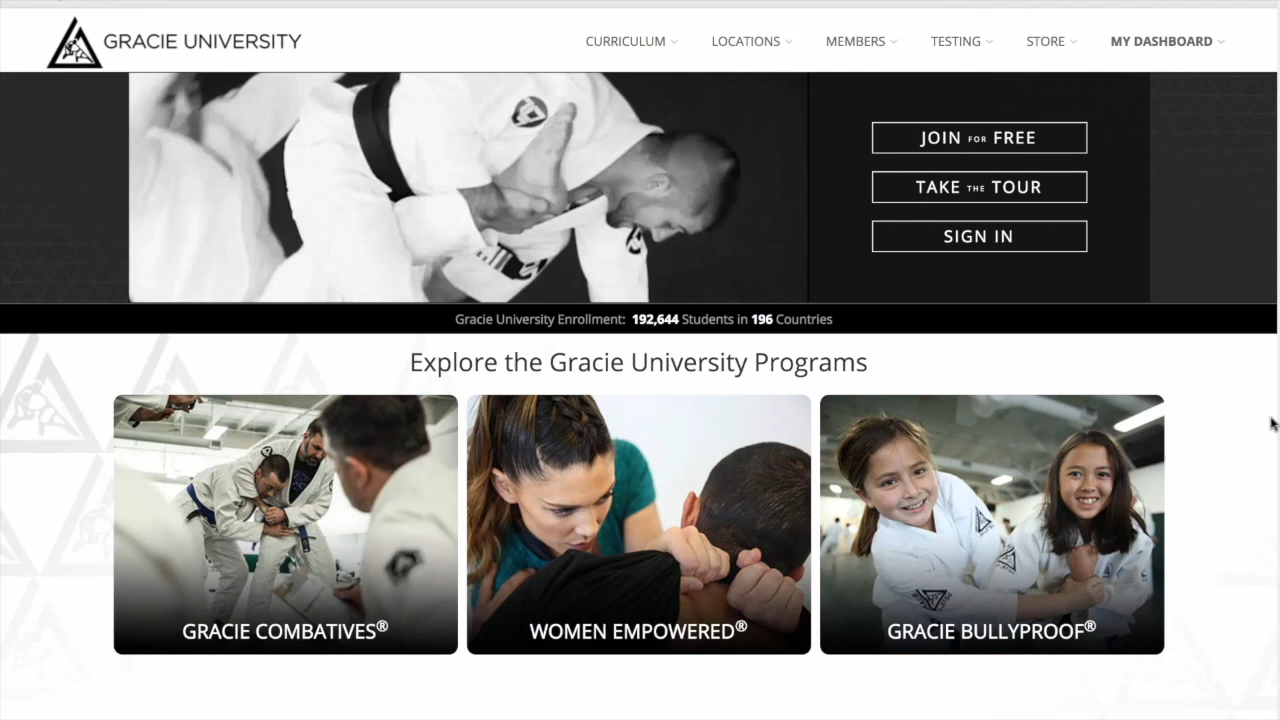 GRACIE UNIVERSITY
CURRICULUM
LOCATIONS
MEMBERS
TESTING
STORE
MY DASHBOARD
JOIN FOR FREE
TAKE THE TOUR
SIGN IN
Gracie University Enrollment: 192,644 Students in 196 Countries
Explore the Gracie University Programs
GRACIE COMBATIVES®
WOMEN EMPOWERED®
GRACIE BULLYPROOF®